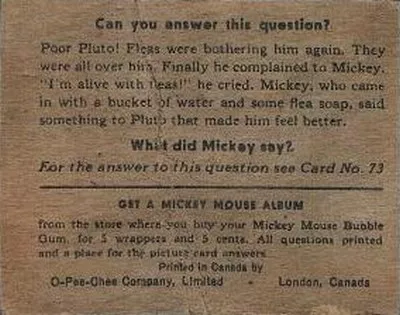 Can you answer this question?
Poor Pluto! Fleas were bothering him again. They
were all over him. Finally he complained to Mickey.
"I'm alive with fleas!" he cried. Mickey, who came
in with a bucket of water and some flea soap, said
something to Pluto that made him feel better.
What did Mickey say?
For the answer to this question see Card No. 73
GET A MICKEY MOUSE ALBUM
from the store where you buy your Mickey Mouse Bubble
Gum, for 5 wrappers and 5 cents. All questions printed
and a place for the picture card answers.
Printed in Canada by
O-Pee-Chee Company, Limited - London, Canada